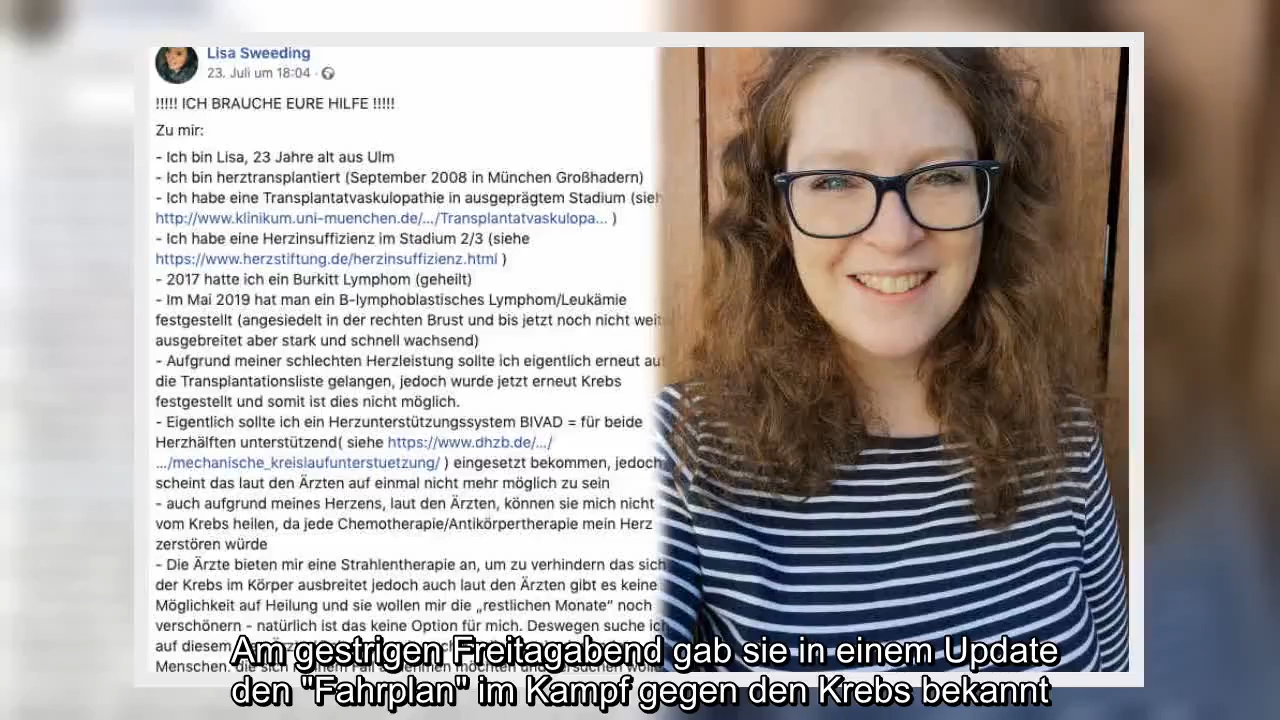 Lisa Sweeding
23. Juli um 18:04 ·
!!!!! ICH BRAUCHE EURE HILFE !!!!!
Zu mir:
- Ich bin Lisa, 23 Jahre alt aus Ulm
- Ich bin herztransplantiert (September 2008 in München Großhadern)
- Ich habe eine Transplantatvaskulopathie in ausgeprägtem Stadium
http://www.klinikum.uni-muenchen.de/.../Transplantatvaskulopa... )
- Ich habe eine Herzinsuffizienz im Stadium 2/3 (siehe
https://www.herzstiftung.de/herzinsuffizienz.html )
- 2017 hatte ich ein Burkitt Lymphom (geheilt)
- Im Mai 2019 hat man ein B-lymphoblastisches Lymphom/Leukämie
festgestellt (angesiedelt in der rechten Brust und bis jetzt noch nicht
ausgebreitet aber stark und schnell wachsend)
- Aufgrund meiner schlechten Herzleistung sollte ich eigentlich erneut
die Transplantationsliste gelangen, jedoch wurde jetzt erneut Krebs
festgestellt und somit ist dies nicht möglich.
- Eigentlich sollte ich ein Herzunterstützungssystem BIVAD = für beide
Herzhälften unterstützend( siehe https://www.dhzb.de/.../
.../mechanische_kreislaufunterstuetzung/ ) eingesetzt bekommen, jedoch
scheint das laut den Ärzten auf einmal nicht mehr möglich zu sein
- auch aufgrund meines Herzens, laut den Ärzten, können sie mich nicht
vom Krebs heilen, da jede Chemotherapie/Antikörpertherapie mein Herz
zerstören würde
- Die Ärzte bieten mir eine Strahlentherapie an, um zu verhindern das sich
der Krebs im Körper ausbreitet jedoch auch laut den Ärzten gibt es keine
Möglichkeit auf Heilung und sie wollen mir die „restlichen Monate“ noch
verschönern - natürlich ist das keine Option für mich. Deswegen suche ich
auf diesem
Menschen,
Am gestrigen Freitagabend gab sie in einem Update
den "Fahrplan" im Kampf gegen den Krebs bekannt